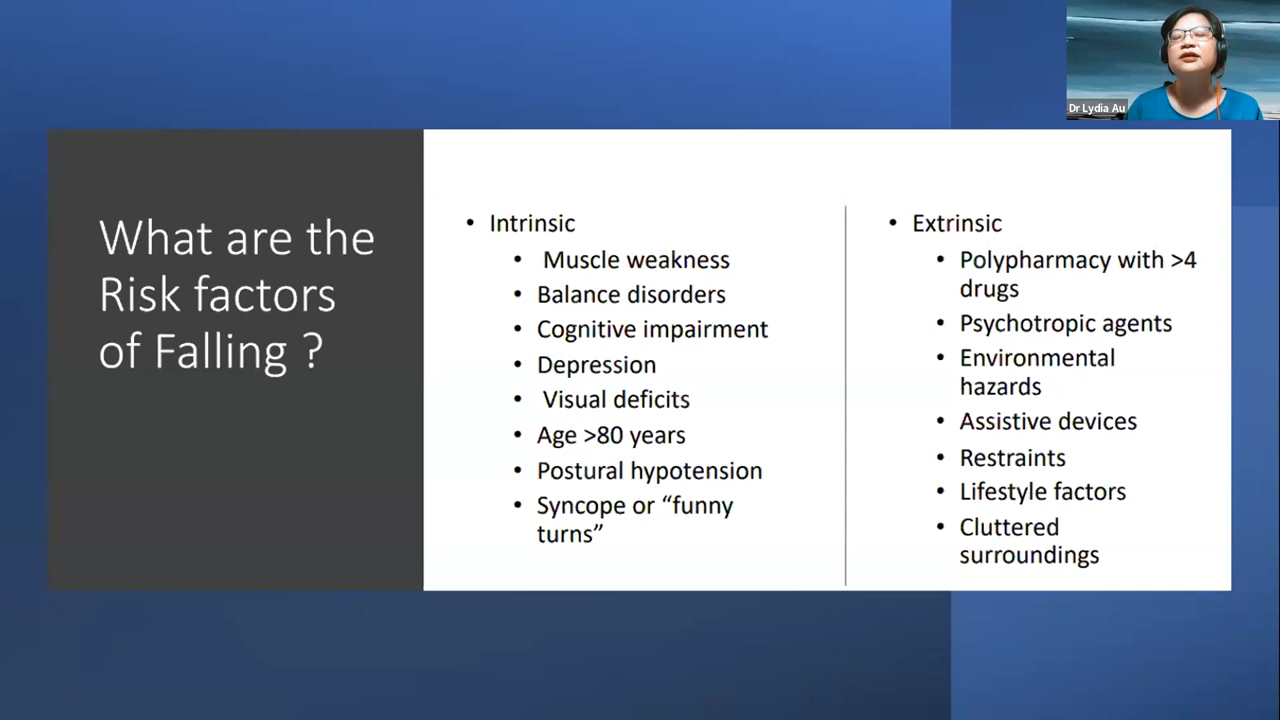 Dr Lydia Au
What are the
Risk factors
of Falling ?
• Intrinsic
• Muscle weakness
• Balance disorders
• Cognitive impairment
• Depression
• Visual deficits
• Age >80 years
• Postural hypotension
• Syncope or “funny
turns”
• Extrinsic
• Polypharmacy with >4
drugs
• Psychotropic agents
• Environmental
hazards
• Assistive devices
• Restraints
• Lifestyle factors
• Cluttered
surroundings